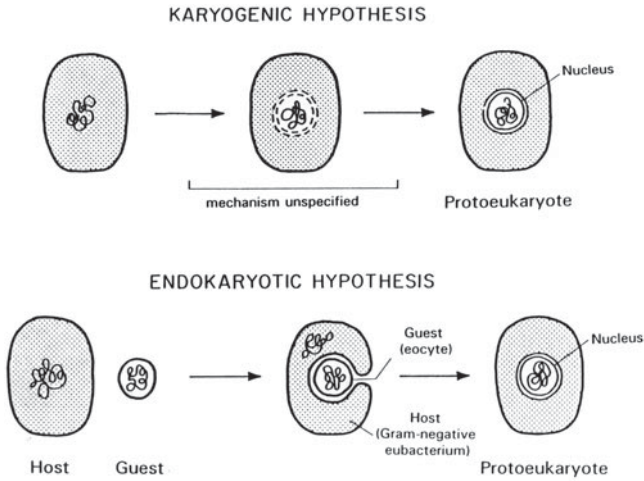 KARYOGENIC HYPOTHESIS
Nucleus
mechanism unspecified
Protoeukaryote
ENDOKARYOTIC HYPOTHESIS
Guest
(eocyte)
Nucleus
Host
(Gram-negative
eubacterium)
Host
Guest
Protoeukaryote